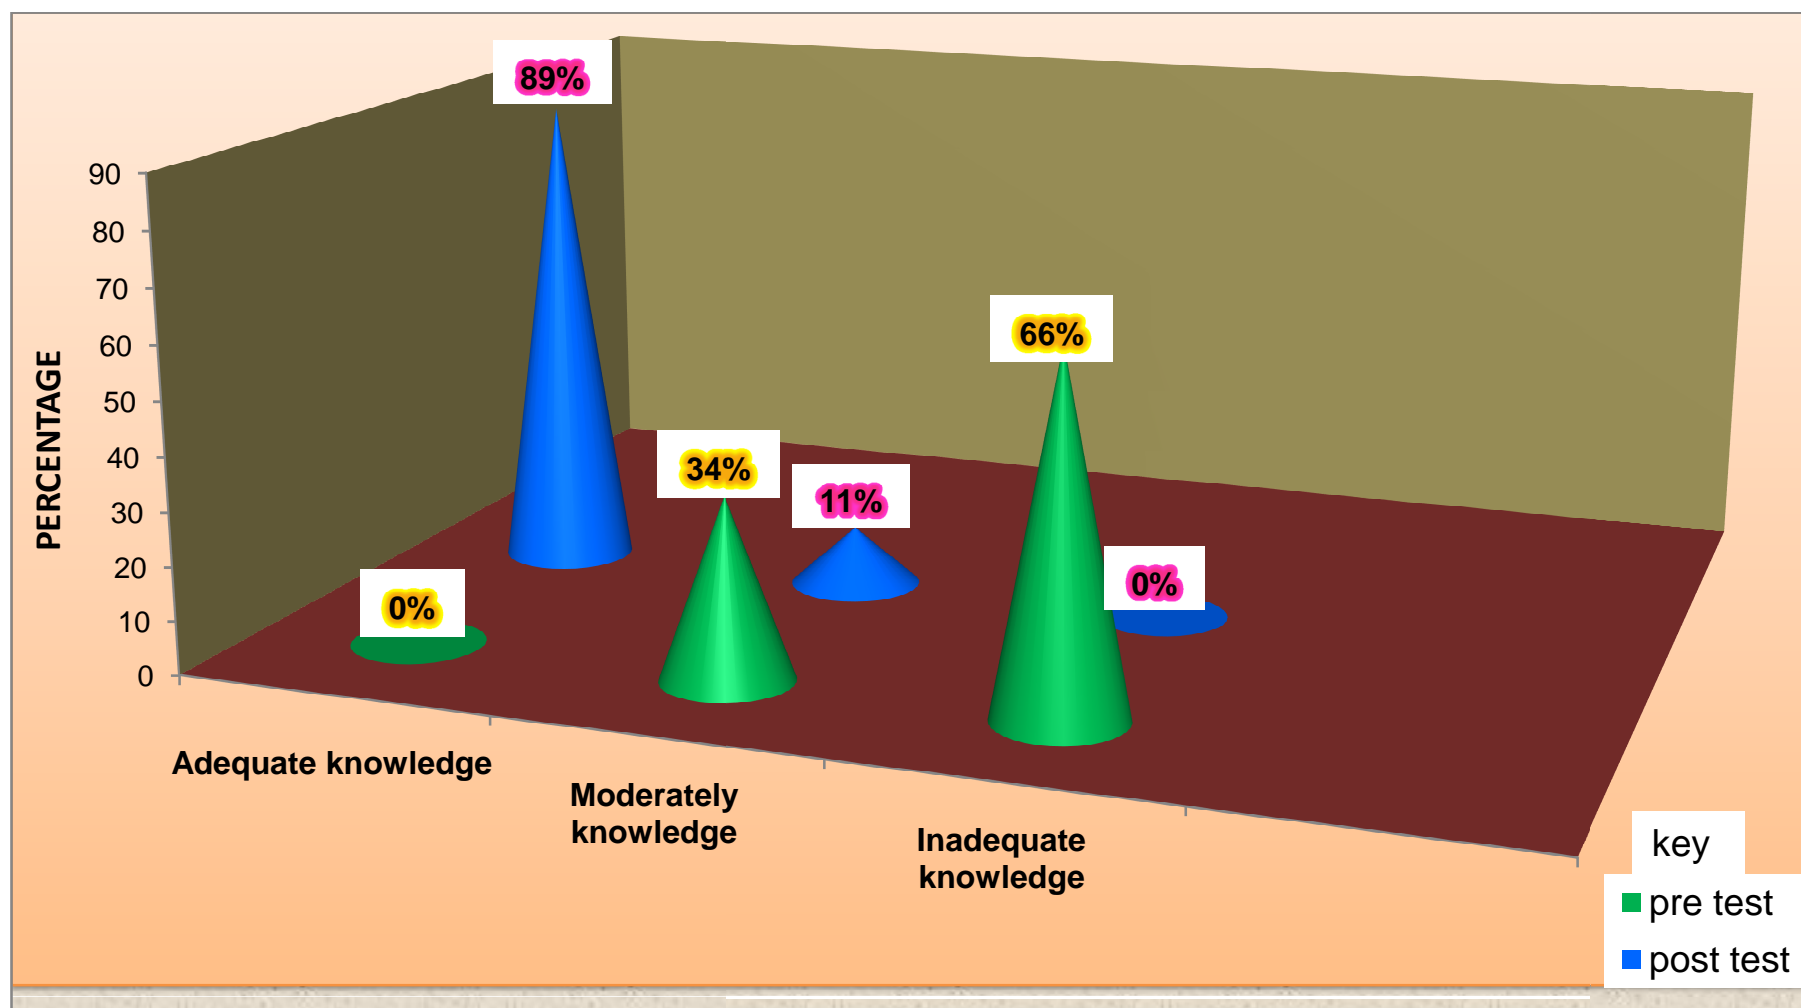 89%
90
80
70
66%
60
50
34%
40
11%
30
0%
20
0%
10
0
PERCENTAGE
Adequate knowledge
Moderately
knowledge
Inadequate
knowledge
key
pre test
post test